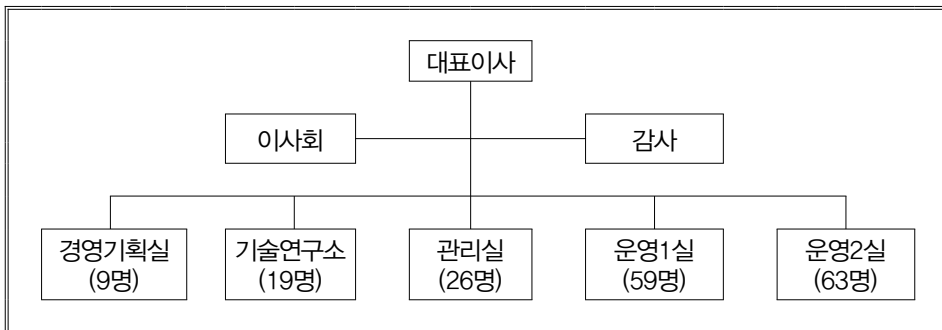 대표이사
이사회
감사
경영기획실
(9명)
기술연구소
(19명)
관리실
(26명)
운영1실
(59명)
운영2실
(63명)